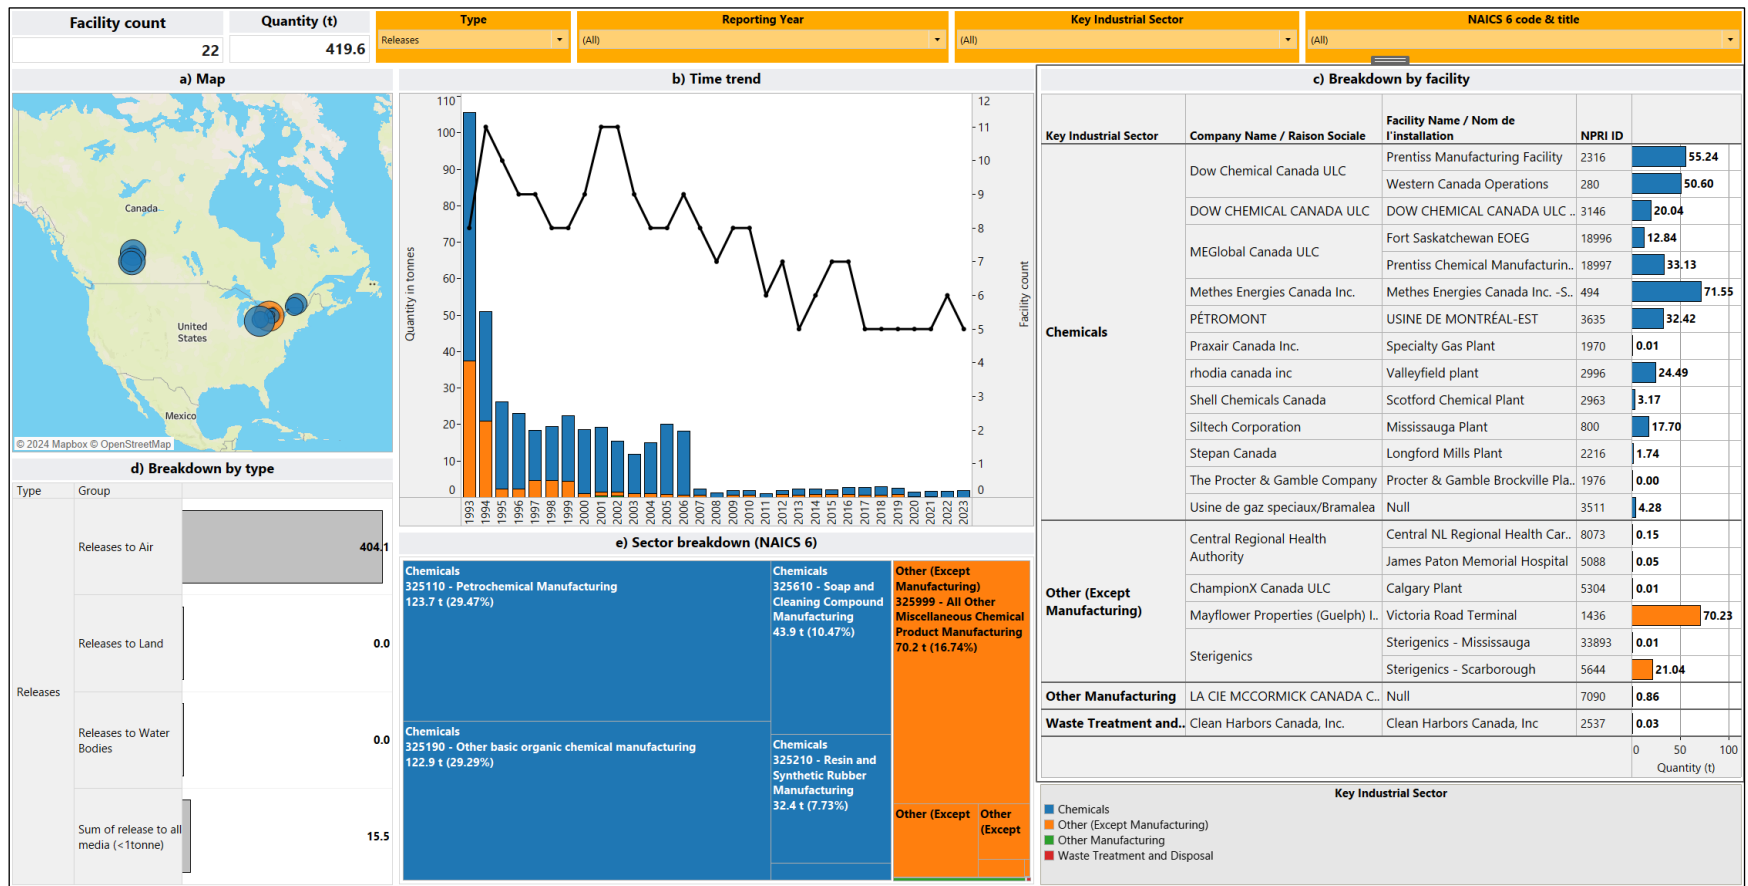 Facility count
22
Quantity (t)
419.6
Type
Releases
Reporting Year
(All)
Key Industrial Sector
(All)
NAICS 6 code & title
(All)
a) Map
Canada
United
States
Mexico
© 2024 Mapbox © OpenStreetMap
b) Time trend
110
100
90
80
70
60
50
40
30
20
10
0
Quantity in tonnes
12
11
10
9
8
7
6
5
4
3
2
1
0
Facility count
1993
1994
1995
1996
1997
1998
1999
2000
2001
2002
2003
2004
2005
2006
2007
2008
2009
2010
2011
2012
2013
2014
2015
2016
2017
2018
2019
2020
2021
2022
2023
c) Breakdown by facility
Key Industrial Sector
Company Name / Raison Sociale
Facility Name / Nom de
l'installation
NPRI ID
Chemicals
Dow Chemical Canada ULC
Prentiss Manufacturing Facility 2316 55.24
Western Canada Operations 280 50.60
DOW CHEMICAL CANADA ULC DOW CHEMICAL CANADA ULC .. 3146 20.04
MEGlobal Canada ULC
Fort Saskatchewan EOEG 18996 12.84
Prentiss Chemical Manufacturin.. 18997 33.13
Methes Energies Canada Inc. Methes Energies Canada Inc. -S.. 494 71.55
PÉTROMONT USINE DE MONTRÉAL-EST 3635 32.42
Praxair Canada Inc. Specialty Gas Plant 1970 0.01
rhodia canada inc Valleyfield plant 2996 24.49
Shell Chemicals Canada Scotford Chemical Plant 2963 3.17
Siltech Corporation Mississauga Plant 800 17.70
Stepan Canada Longford Mills Plant 2216 1.74
The Procter & Gamble Company Procter & Gamble Brockville Pla.. 1976 0.00
Usine de gaz speciaux/Bramalea Null 3511 4.28
Other (Except
Manufacturing)
Central Regional Health
Authority
Central NL Regional Health Car.. 8073 0.15
James Paton Memorial Hospital 5088 0.05
ChampionX Canada ULC Calgary Plant 5304 0.01
Mayflower Properties (Guelph) I.. Victoria Road Terminal 1436 70.23
Sterigenics
Sterigenics - Mississauga 33893 0.01
Sterigenics - Scarborough 5644 21.04
Other Manufacturing LA CIE MCCORMICK CANADA C.. Null 7090 0.86
Waste Treatment and.. Clean Harbors Canada, Inc. Clean Harbors Canada, Inc 2537 0.03
0 50 100
Quantity (t)
d) Breakdown by type
Type Group
Releases
Releases to Air 404.1
Releases to Land 0.0
Releases to Water
Bodies
0.0
Sum of release to all
media (<1tonne)
15.5
e) Sector breakdown (NAICS 6)
Chemicals
325110 - Petrochemical Manufacturing
123.7 t (29.47%)
Chemicals
325190 - Other basic organic chemical manufacturing
122.9 t (29.29%)
Chemicals
325610 - Soap and
Cleaning Compound
Manufacturing
43.9 t (10.47%)
Chemicals
325210 - Resin and
Synthetic Rubber
Manufacturing
32.4 t (7.73%)
Other (Except
Manufacturing)
325999 - All Other
Miscellaneous Chemical
Product Manufacturing
70.2 t (16.74%)
Other (Except
Other
(Except
Key Industrial Sector
Chemicals
Other (Except Manufacturing)
Other Manufacturing
Waste Treatment and Disposal